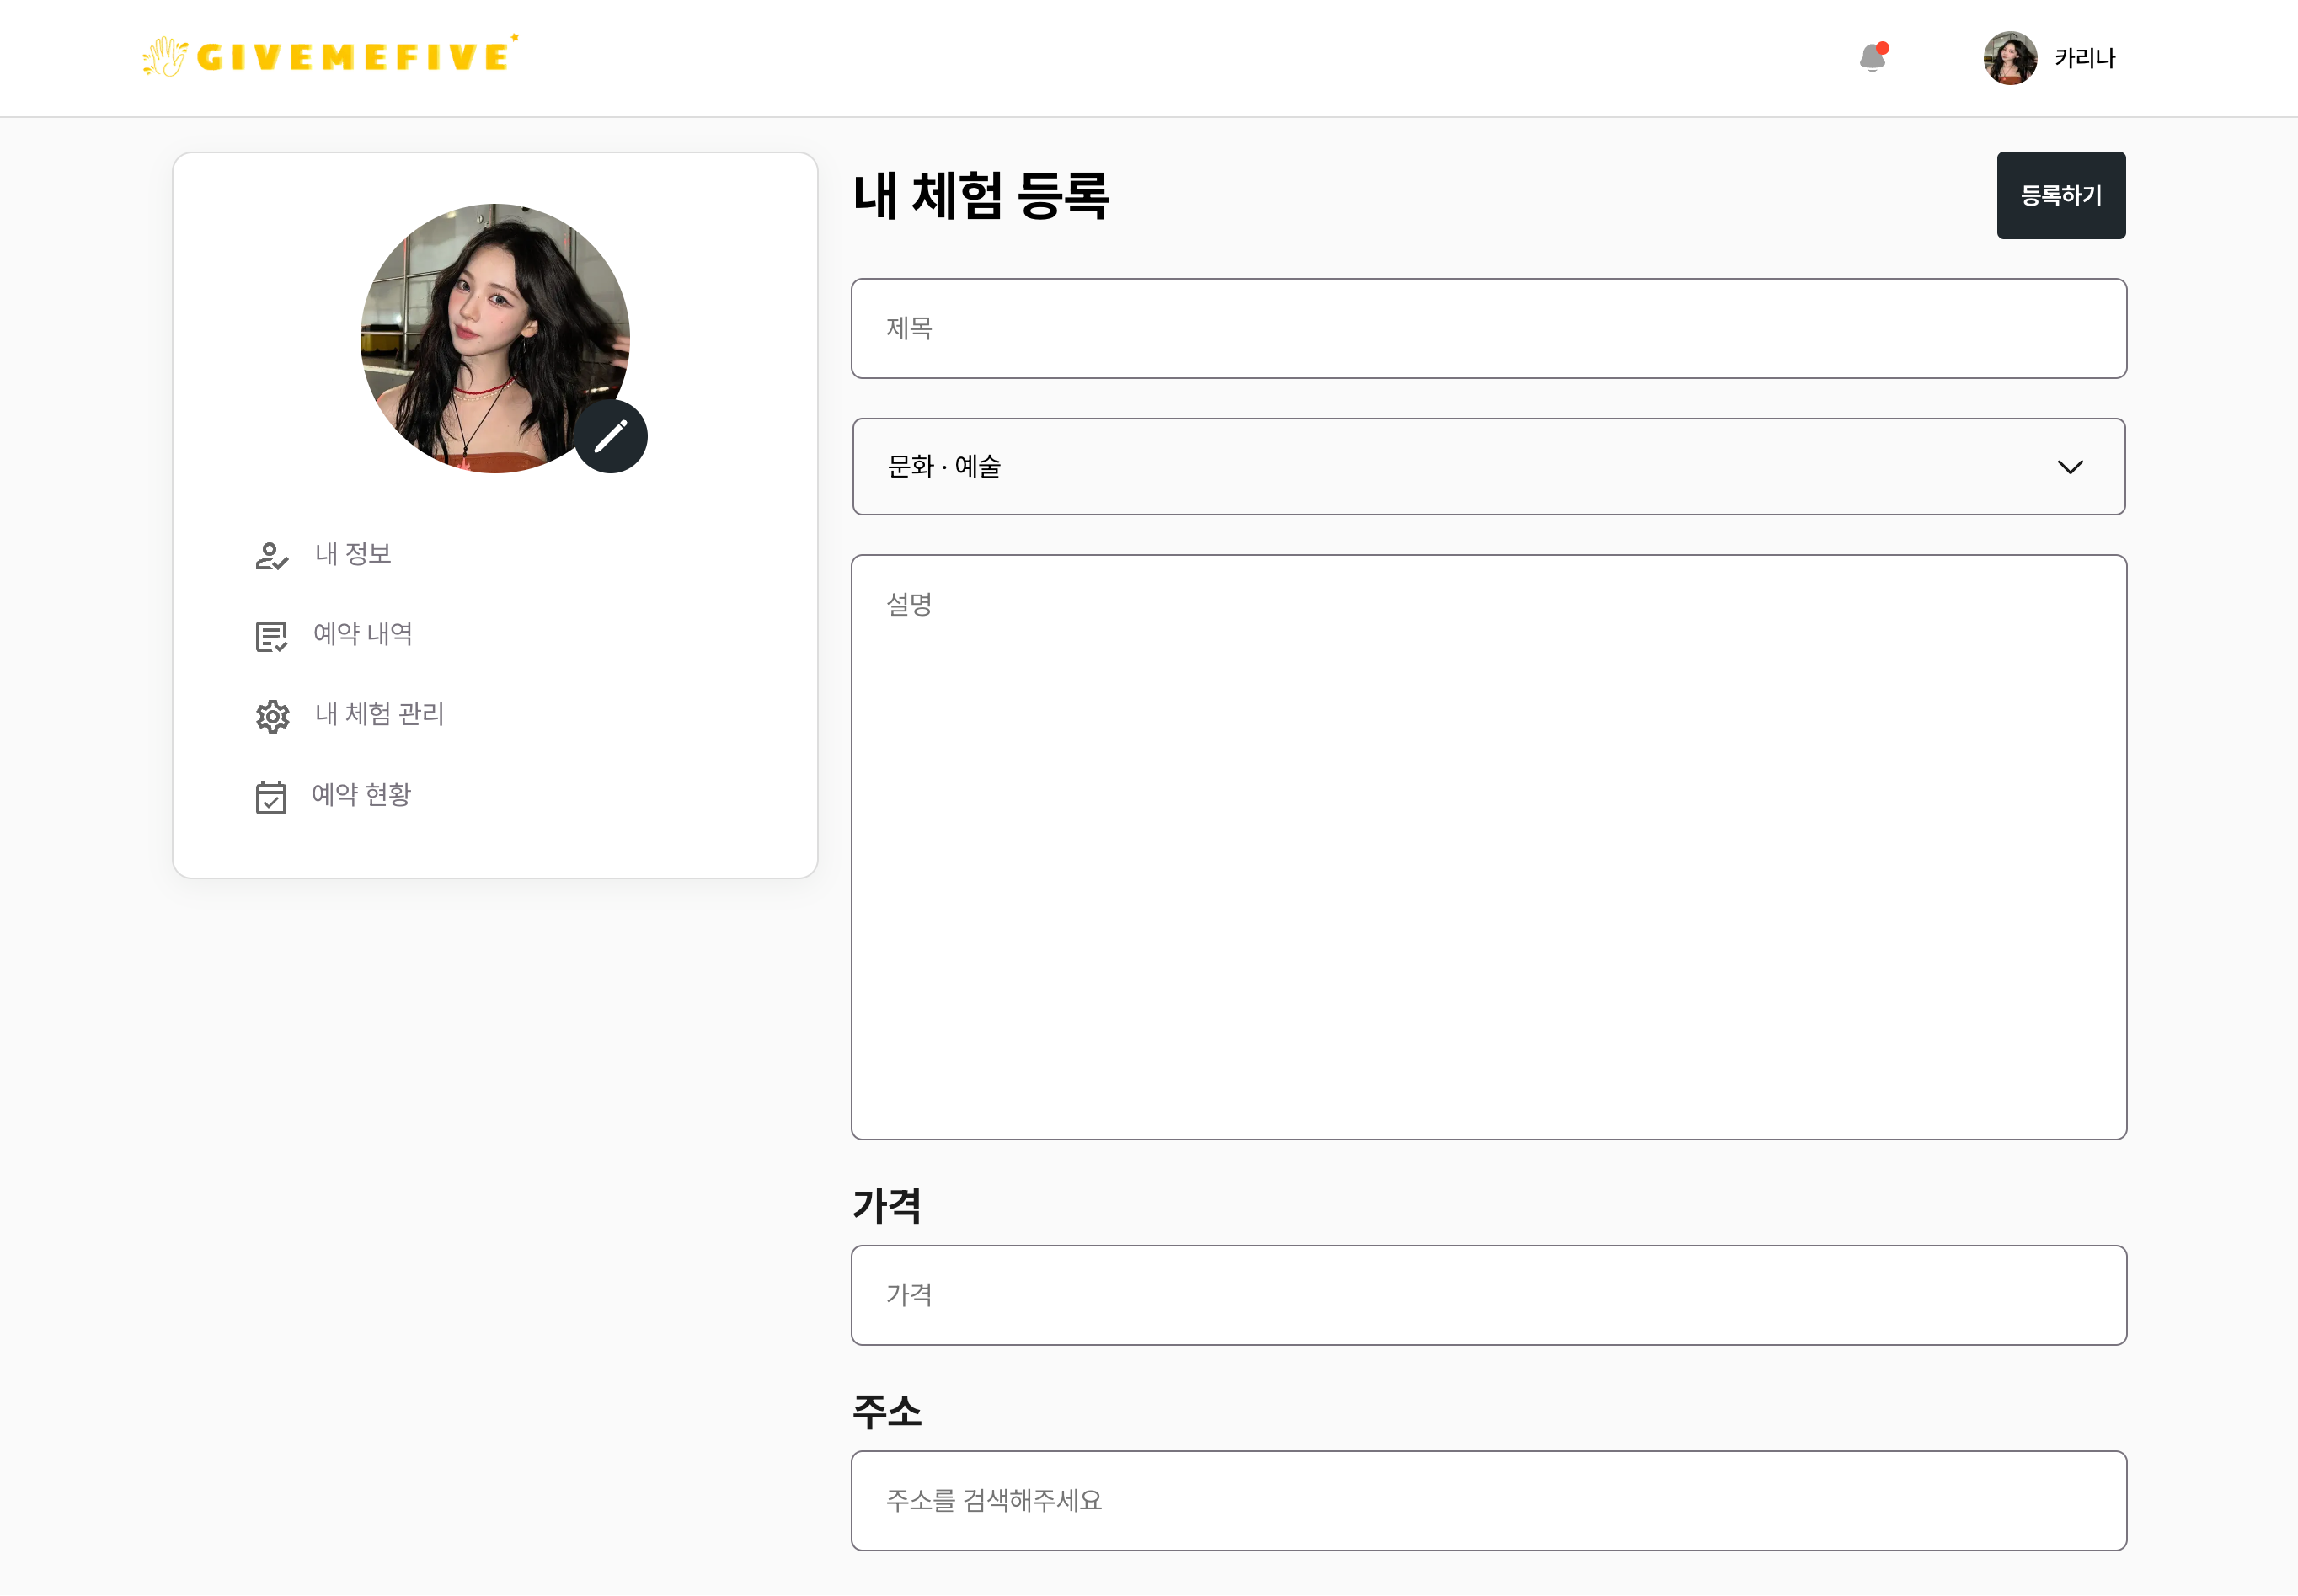 GIVEMEFIVE
카리나
내 정보
예약 내역
내 체험 관리
예약 현황
내 체험 등록
등록하기
제목
문화 · 예술
설명
가격
가격
주소
주소를 검색해주세요